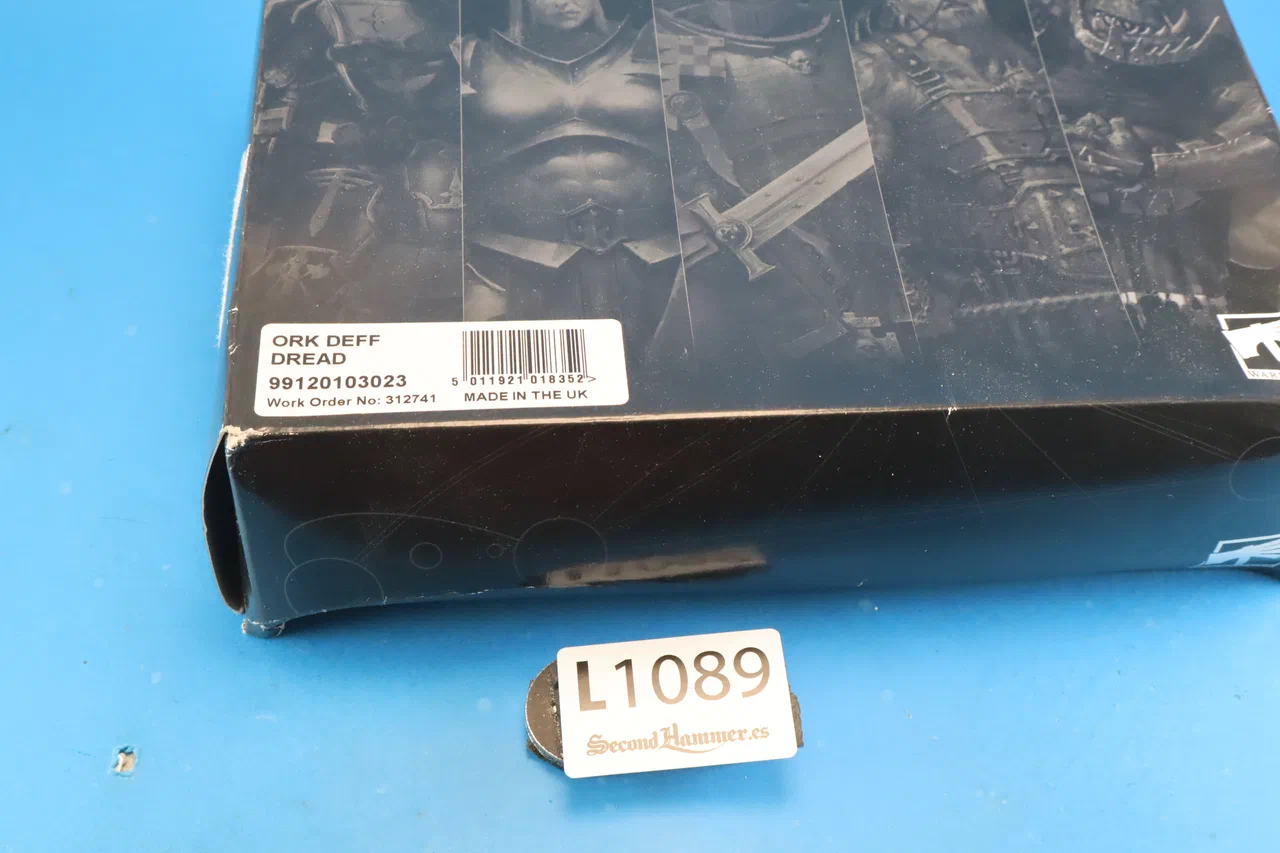 ORK DEFF
DREAD
99120103023
Work Order No: 312741
5 011921 018352 >
MADE IN THE UK
L1089
SecondHammer.es